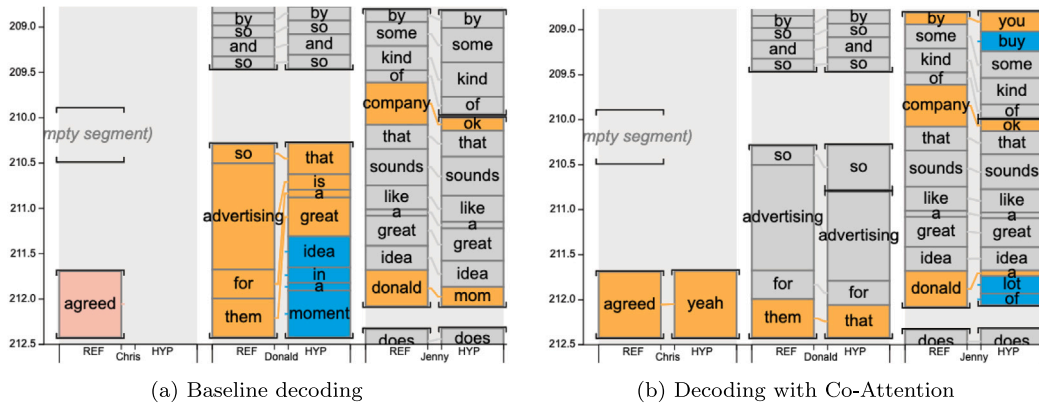 209.0
209.5
210.0
210.5
211.0
211.5
212.0
212.5
mpty segment)
agreed
REF
Chris
HYP
by
so
and
so
so
advertising
for
them
by
so
and
so
that
is
a
great
idea
in
a
moment
REF
Donald
HYP
by
some
kind
of
company
that
sounds
like
a
great
idea
donald
does
by
some
kind
of
ok
that
sounds
like
a
great
idea
mom
does
REF
Jenny
HYP
(a) Baseline decoding
209.0
209.5
210.0
210.5
211.0
211.5
212.0
212.5
mpty segment)
agreed
yeah
REF
Chris
HYP
by
so
and
so
so
advertising
for
them
by
so
and
so
so
advertising
for
that
REF
Donald
HYP
by
some
kind
of
company
that
sounds
like
a
great
idea
donald
does
you
buy
some
kind
of
ok
that
sounds
like
a
great
idea
a
lot
of
does
REF
Jenny
HYP
(b) Decoding with Co-Attention